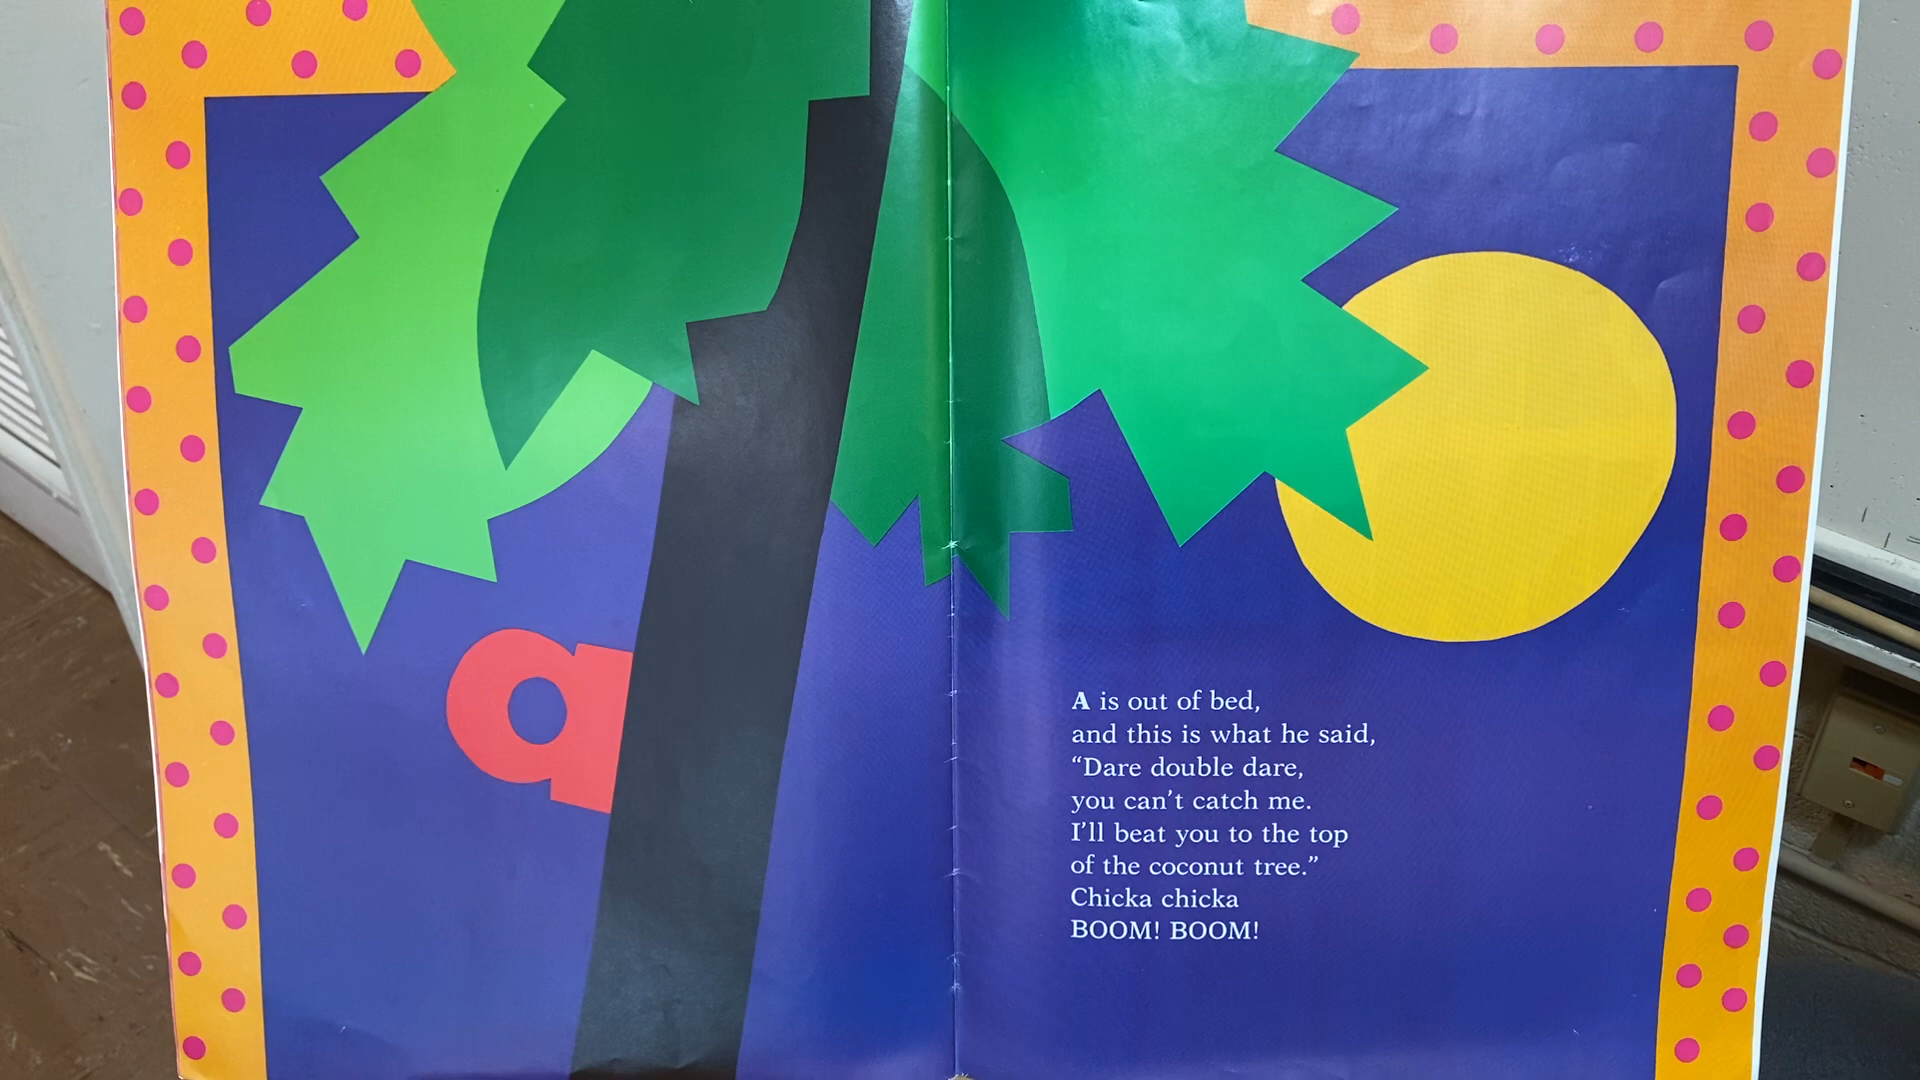 a
A is out of bed,
and this is what he said,
“Dare double dare,
you can’t catch me.
I’ll beat you to the top
of the coconut tree.”
Chicka chicka
BOOM! BOOM!